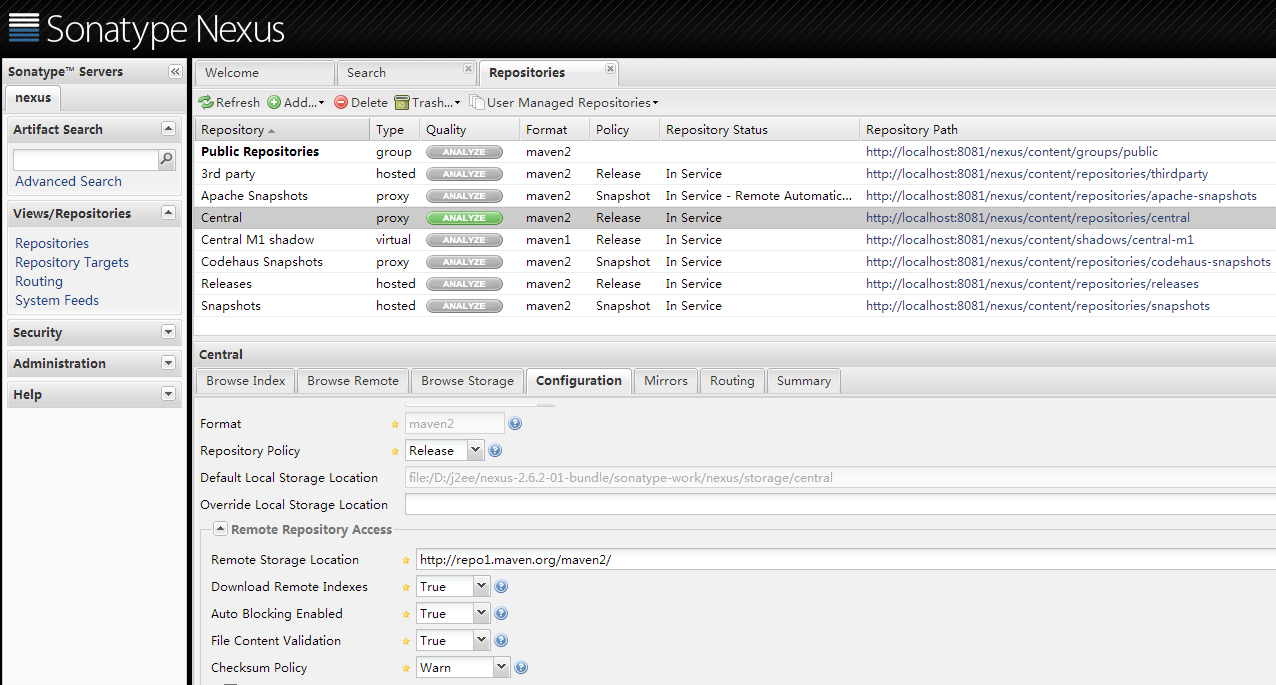 Sonatype Nexus
Sonatype™ Servers
nexus
Artifact Search
Advanced Search
Views/Repositories
Repositories
Repository Targets
Routing
System Feeds
Security
Administration
Help
Welcome Search Repositories
Refresh Add... Delete Trash... User Managed Repositories
Repository Type Quality Format Policy Repository Status Repository Path
Public Repositories group ANALYZE maven2 http://localhost:8081/nexus/content/groups/public
3rd party hosted ANALYZE maven2 Release In Service http://localhost:8081/nexus/content/repositories/thirdparty
Apache Snapshots proxy ANALYZE maven2 Snapshot In Service - Remote Automatic... http://localhost:8081/nexus/content/repositories/apache-snapshots
Central proxy ANALYZE maven2 Release In Service http://localhost:8081/nexus/content/repositories/central
Central M1 shadow virtual ANALYZE maven1 Release In Service http://localhost:8081/nexus/content/shadows/central-m1
Codehaus Snapshots proxy ANALYZE maven2 Snapshot In Service http://localhost:8081/nexus/content/repositories/codehaus-snapshots
Releases hosted ANALYZE maven2 Release In Service http://localhost:8081/nexus/content/repositories/releases
Snapshots hosted ANALYZE maven2 Snapshot In Service http://localhost:8081/nexus/content/repositories/snapshots
Central
Browse Index Browse Remote Browse Storage Configuration Mirrors Routing Summary
Format maven2
Repository Policy Release
Default Local Storage Location file:/D:/j2ee/nexus-2.6.2-01-bundle/sonatype-work/nexus/storage/central
Override Local Storage Location
Remote Repository Access
Remote Storage Location http://repo1.maven.org/maven2/
Download Remote Indexes True
Auto Blocking Enabled True
File Content Validation True
Checksum Policy Warn